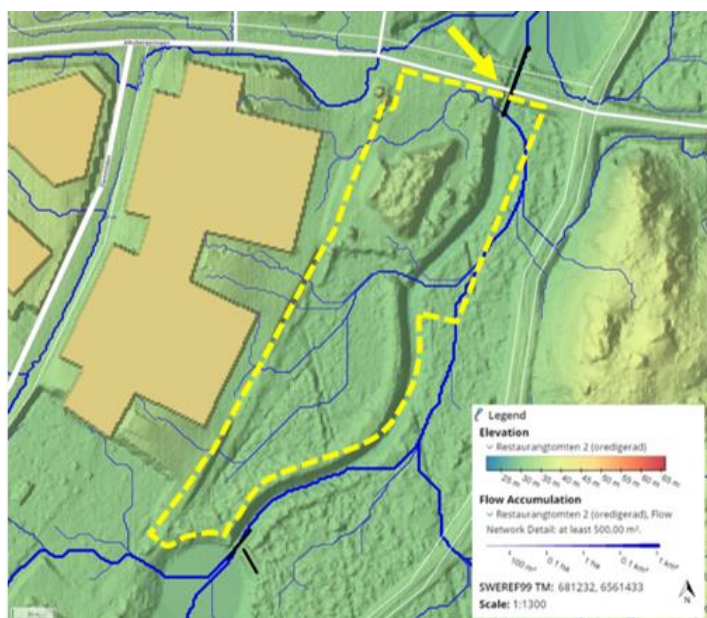 Legend
Elevation
Restaurangtomten 2 (oredigerad)
25 m 30 m 35 m 40 m 45 m 50 m 55 m 60 m 65 m
Flow Accumulation
Restaurangtomten 2 (oredigerad), Flow
Network Detail: at least 500.00 m².
100 m² 0.1 ha 1 ha 0.1 km² 1 km²
SWEREF99 TM: 681232, 6561433
Scale: 1:1300
N